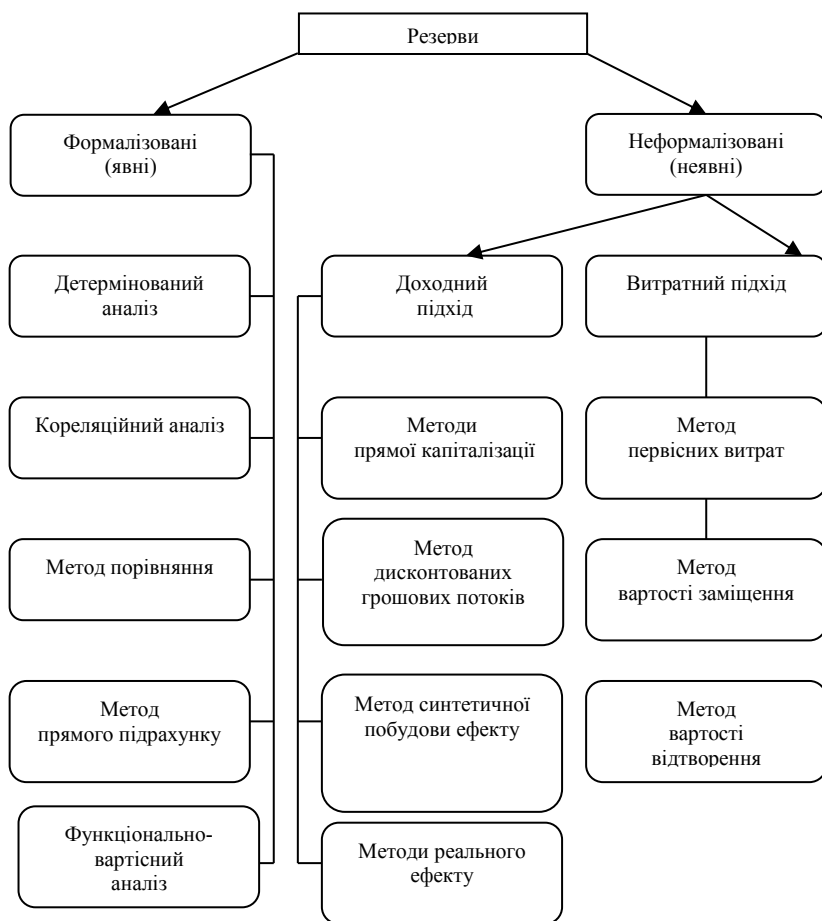 Резерви
Формалізовані
(явні)
Неформалізовані
(неявні)
Детермінований
аналіз
Доходний
підхід
Витратний підхід
Кореляційний аналіз
Методи
прямої капіталізації
Метод
первісних витрат
Метод порівняння
Метод
дисконтованих
грошових потоків
Метод
вартості заміщення
Метод
прямого підрахунку
Метод синтетичної
побудови ефекту
Метод
вартості
відтворення
Функціонально-
вартісний
аналіз
Методи реального
ефекту